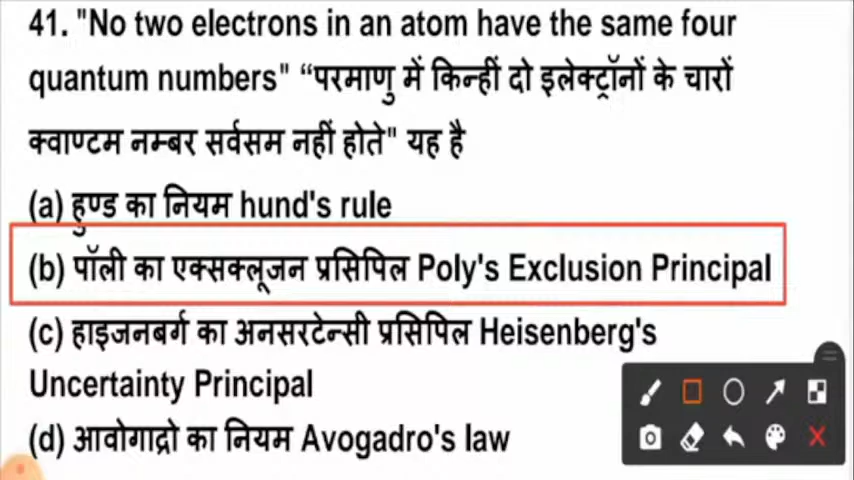 41. "No two electrons in an atom have the same four
quantum numbers" “परमाणु में किन्हीं दो इलेक्ट्रॉनों के चारों
क्वाण्टम नम्बर सर्वसम नहीं होते" यह है
(a) हुण्ड का नियम hund's rule
(b) पॉली का एक्सक्लूजन प्रसिपिल Poly's Exclusion Principal
(c) हाइजनबर्ग का अनसरटेन्सी प्रसिपिल Heisenberg's
Uncertainty Principal
(d) आवोगाद्रो का नियम Avogadro's law